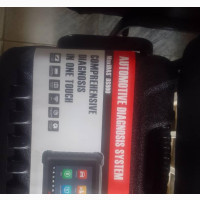 AUTOMOTIVE DIAGNOSIS SYSTEM
COMPREHENSIVE
DIAGNOSIS
IN ONE TOUCH